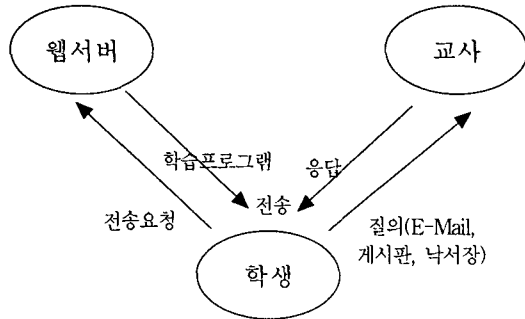 웹서버
교사
학습프로그램
응답
전송
전송요청
질의(E-Mail,
게시판, 낙서장)
학생